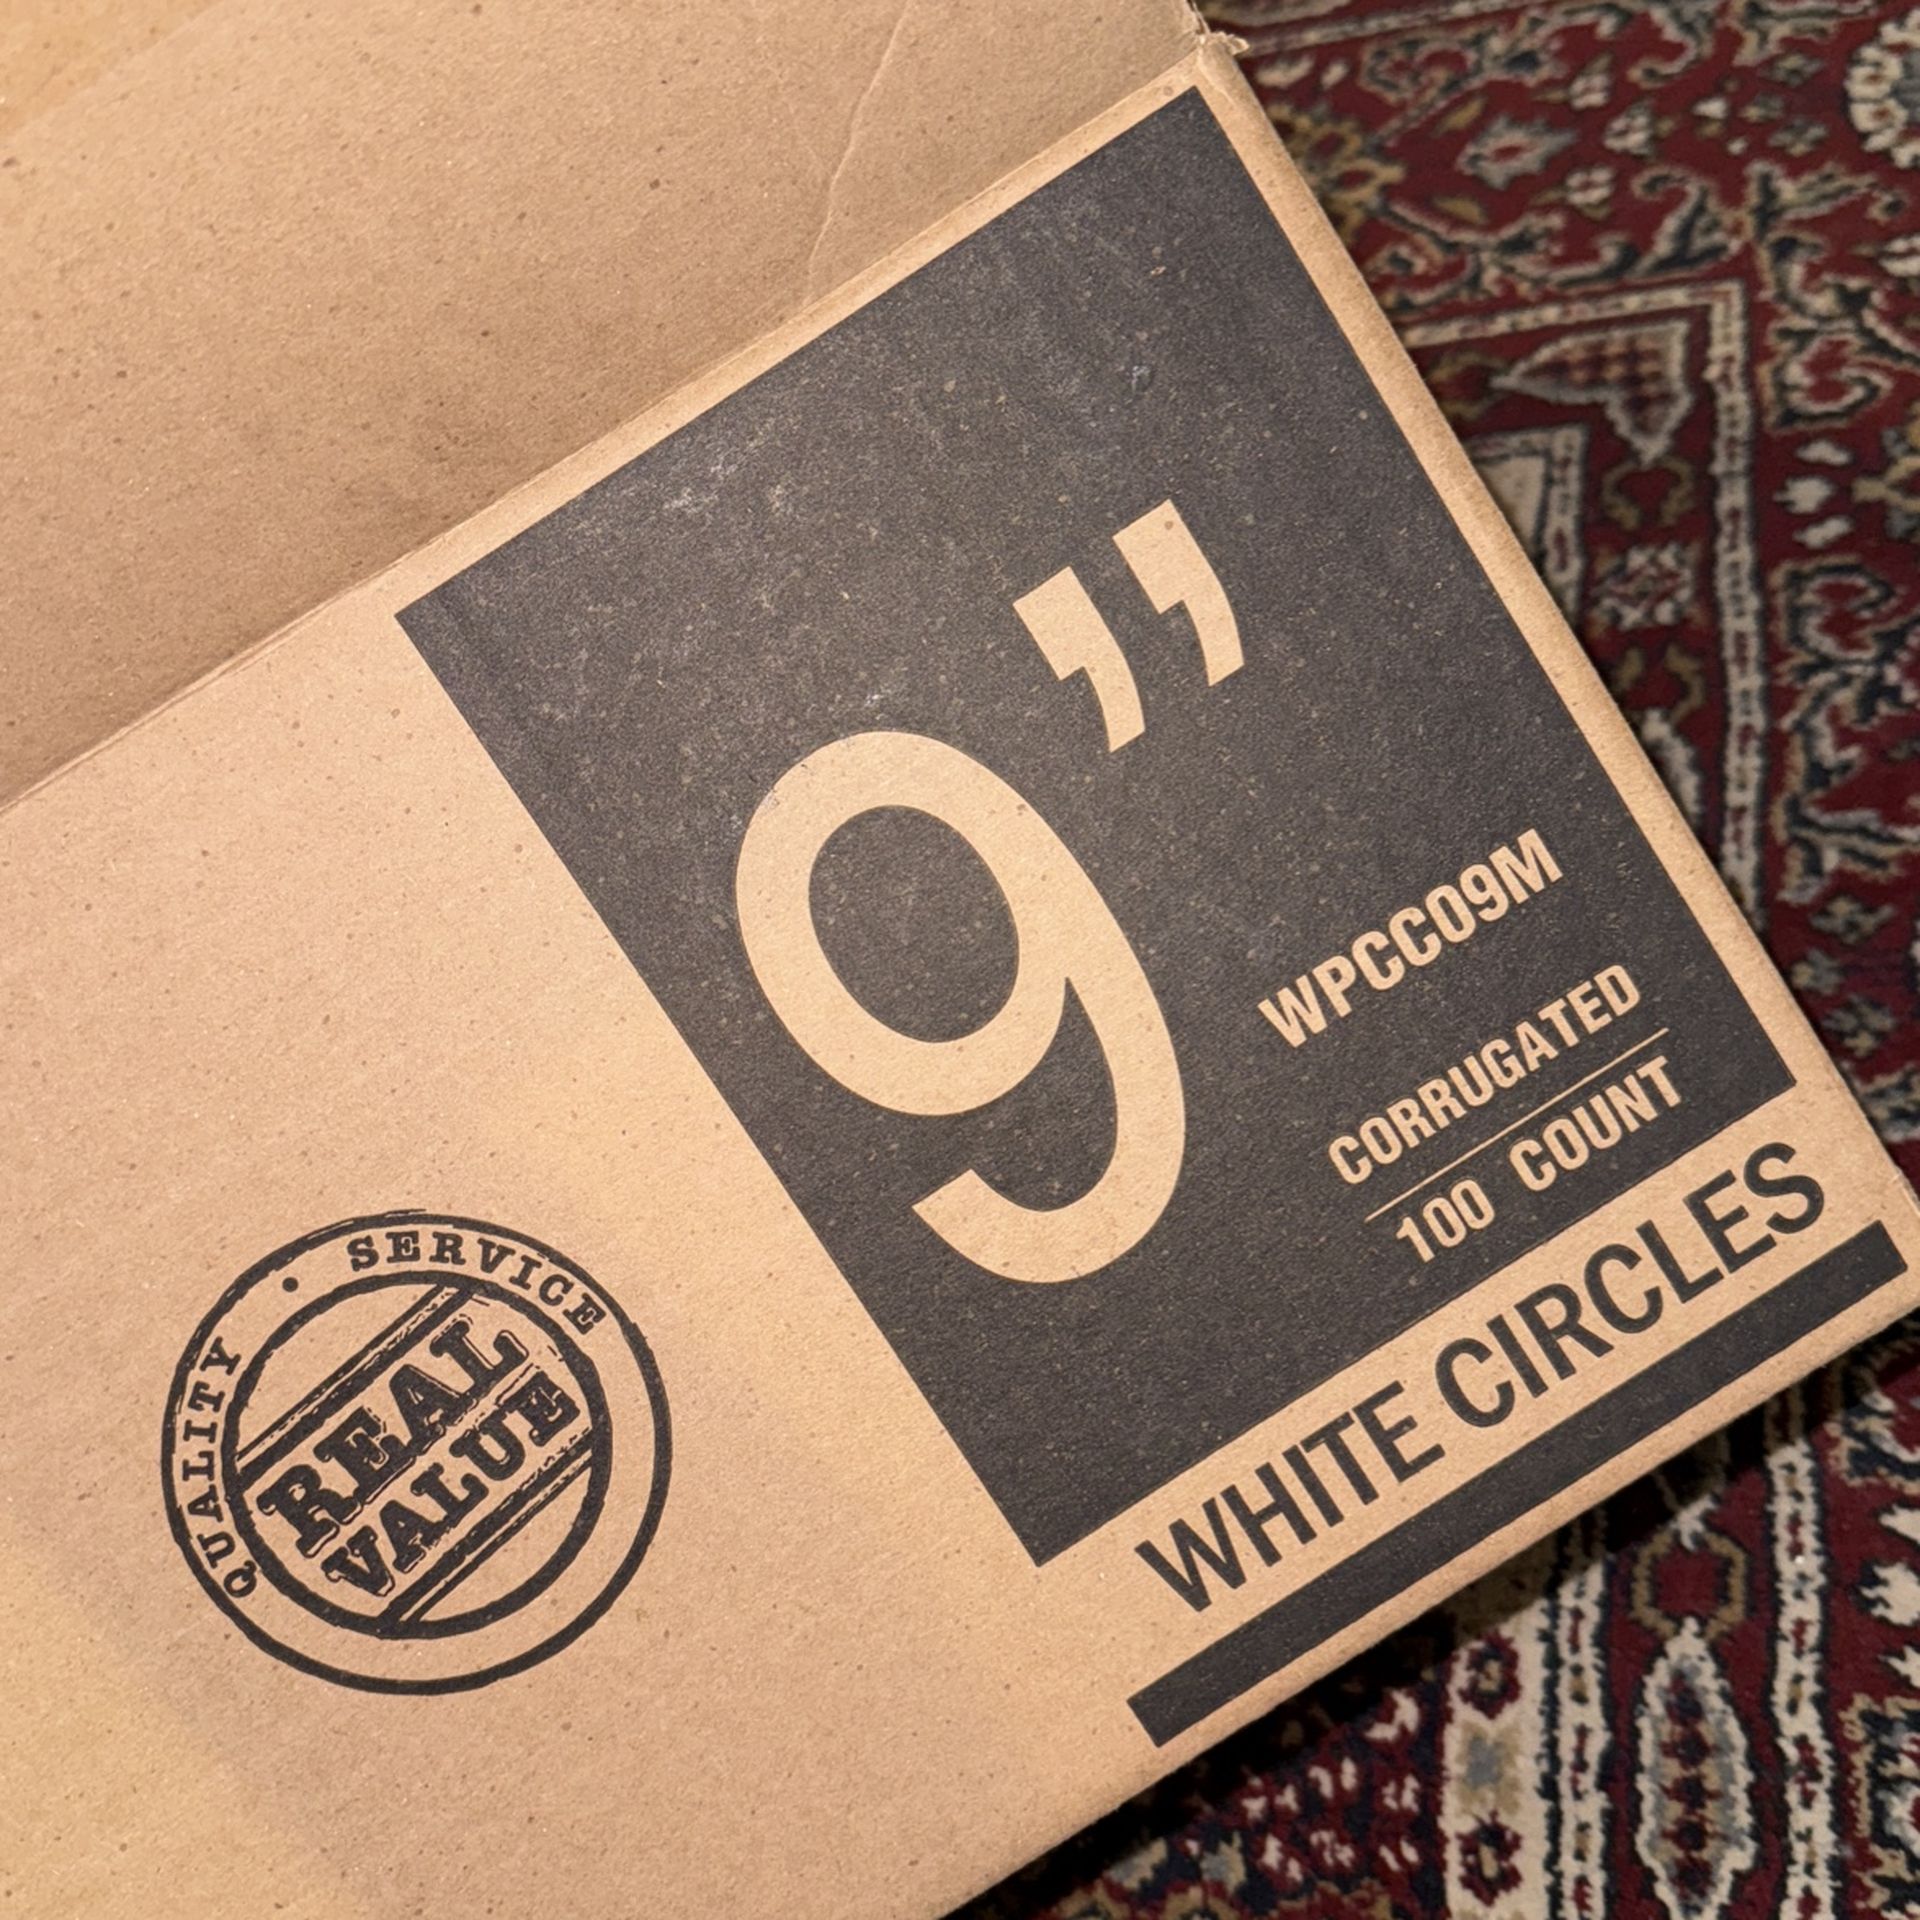 9”
WPCC09M
CORRUGATED
100 COUNT
WHITE CIRCLES
QUALITY • SERVICE
REAL
VALUE